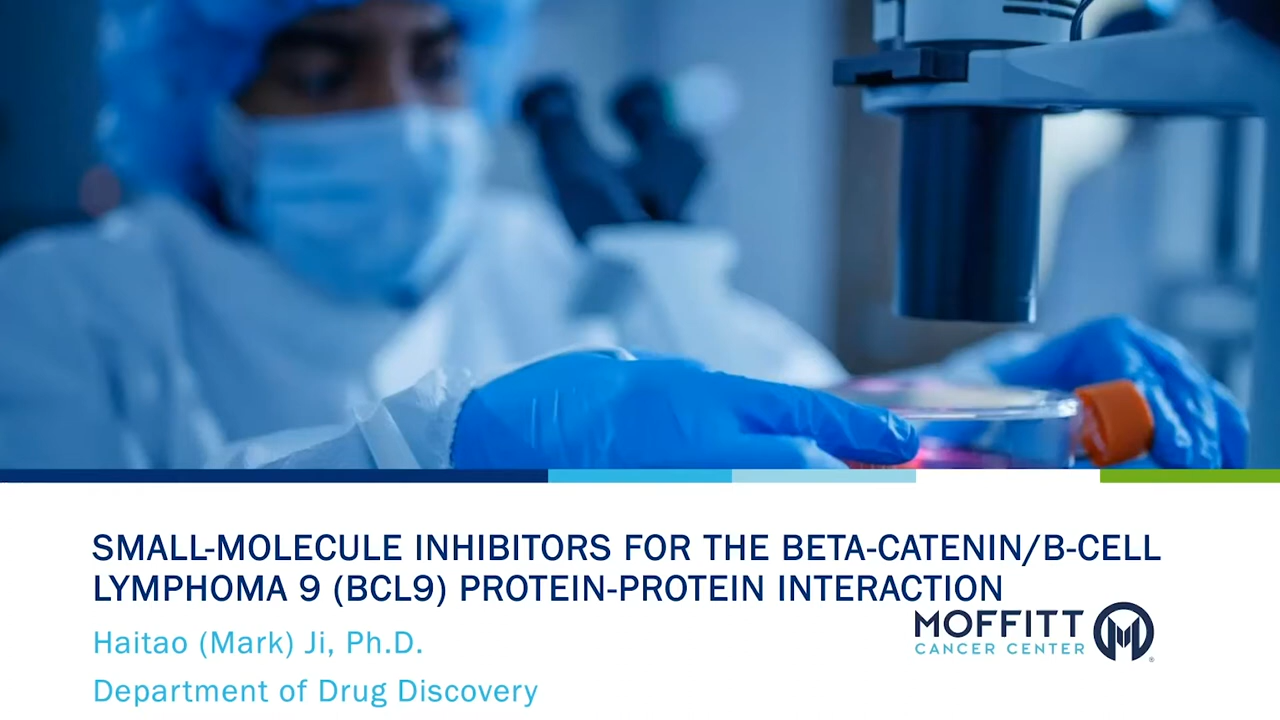 SMALL-MOLECULE INHIBITORS FOR THE BETA-CATENIN/B-CELL
LYMPHOMA 9 (BCL9) PROTEIN-PROTEIN INTERACTION
MOFFITT
CANCER CENTER
®
Haitao (Mark) Ji, Ph.D.
Department of Drug Discovery